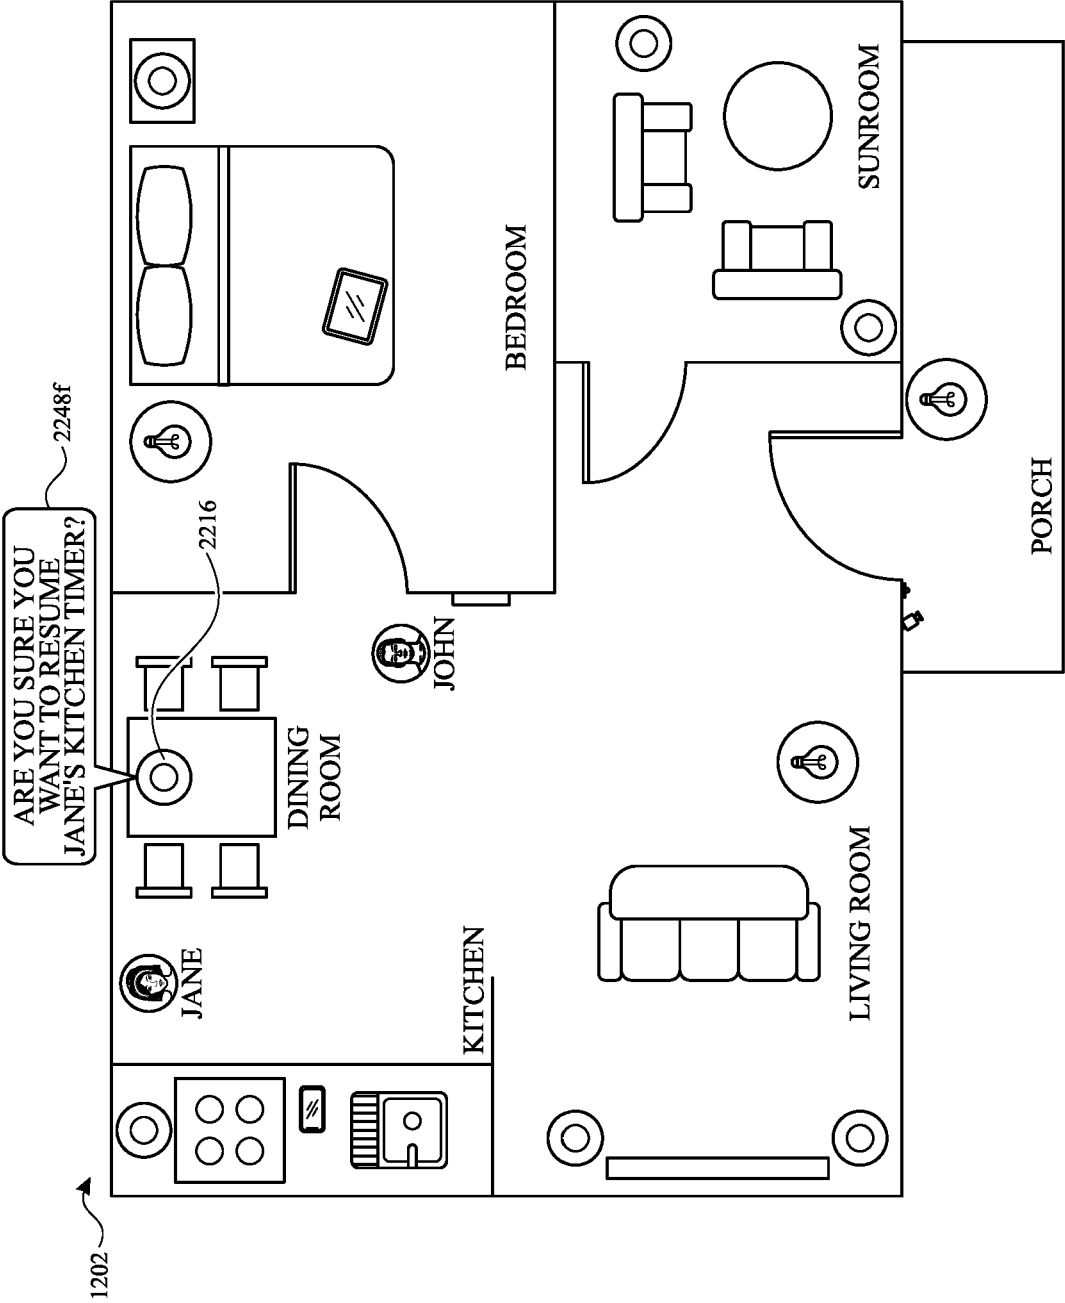 1202
ARE YOU SURE YOU
WANT TO RESUME
JANE'S KITCHEN TIMER?
2248f
2216
JANE
DINING
ROOM
JOHN
BEDROOM
KITCHEN
SUNROOM
LIVING ROOM
PORCH